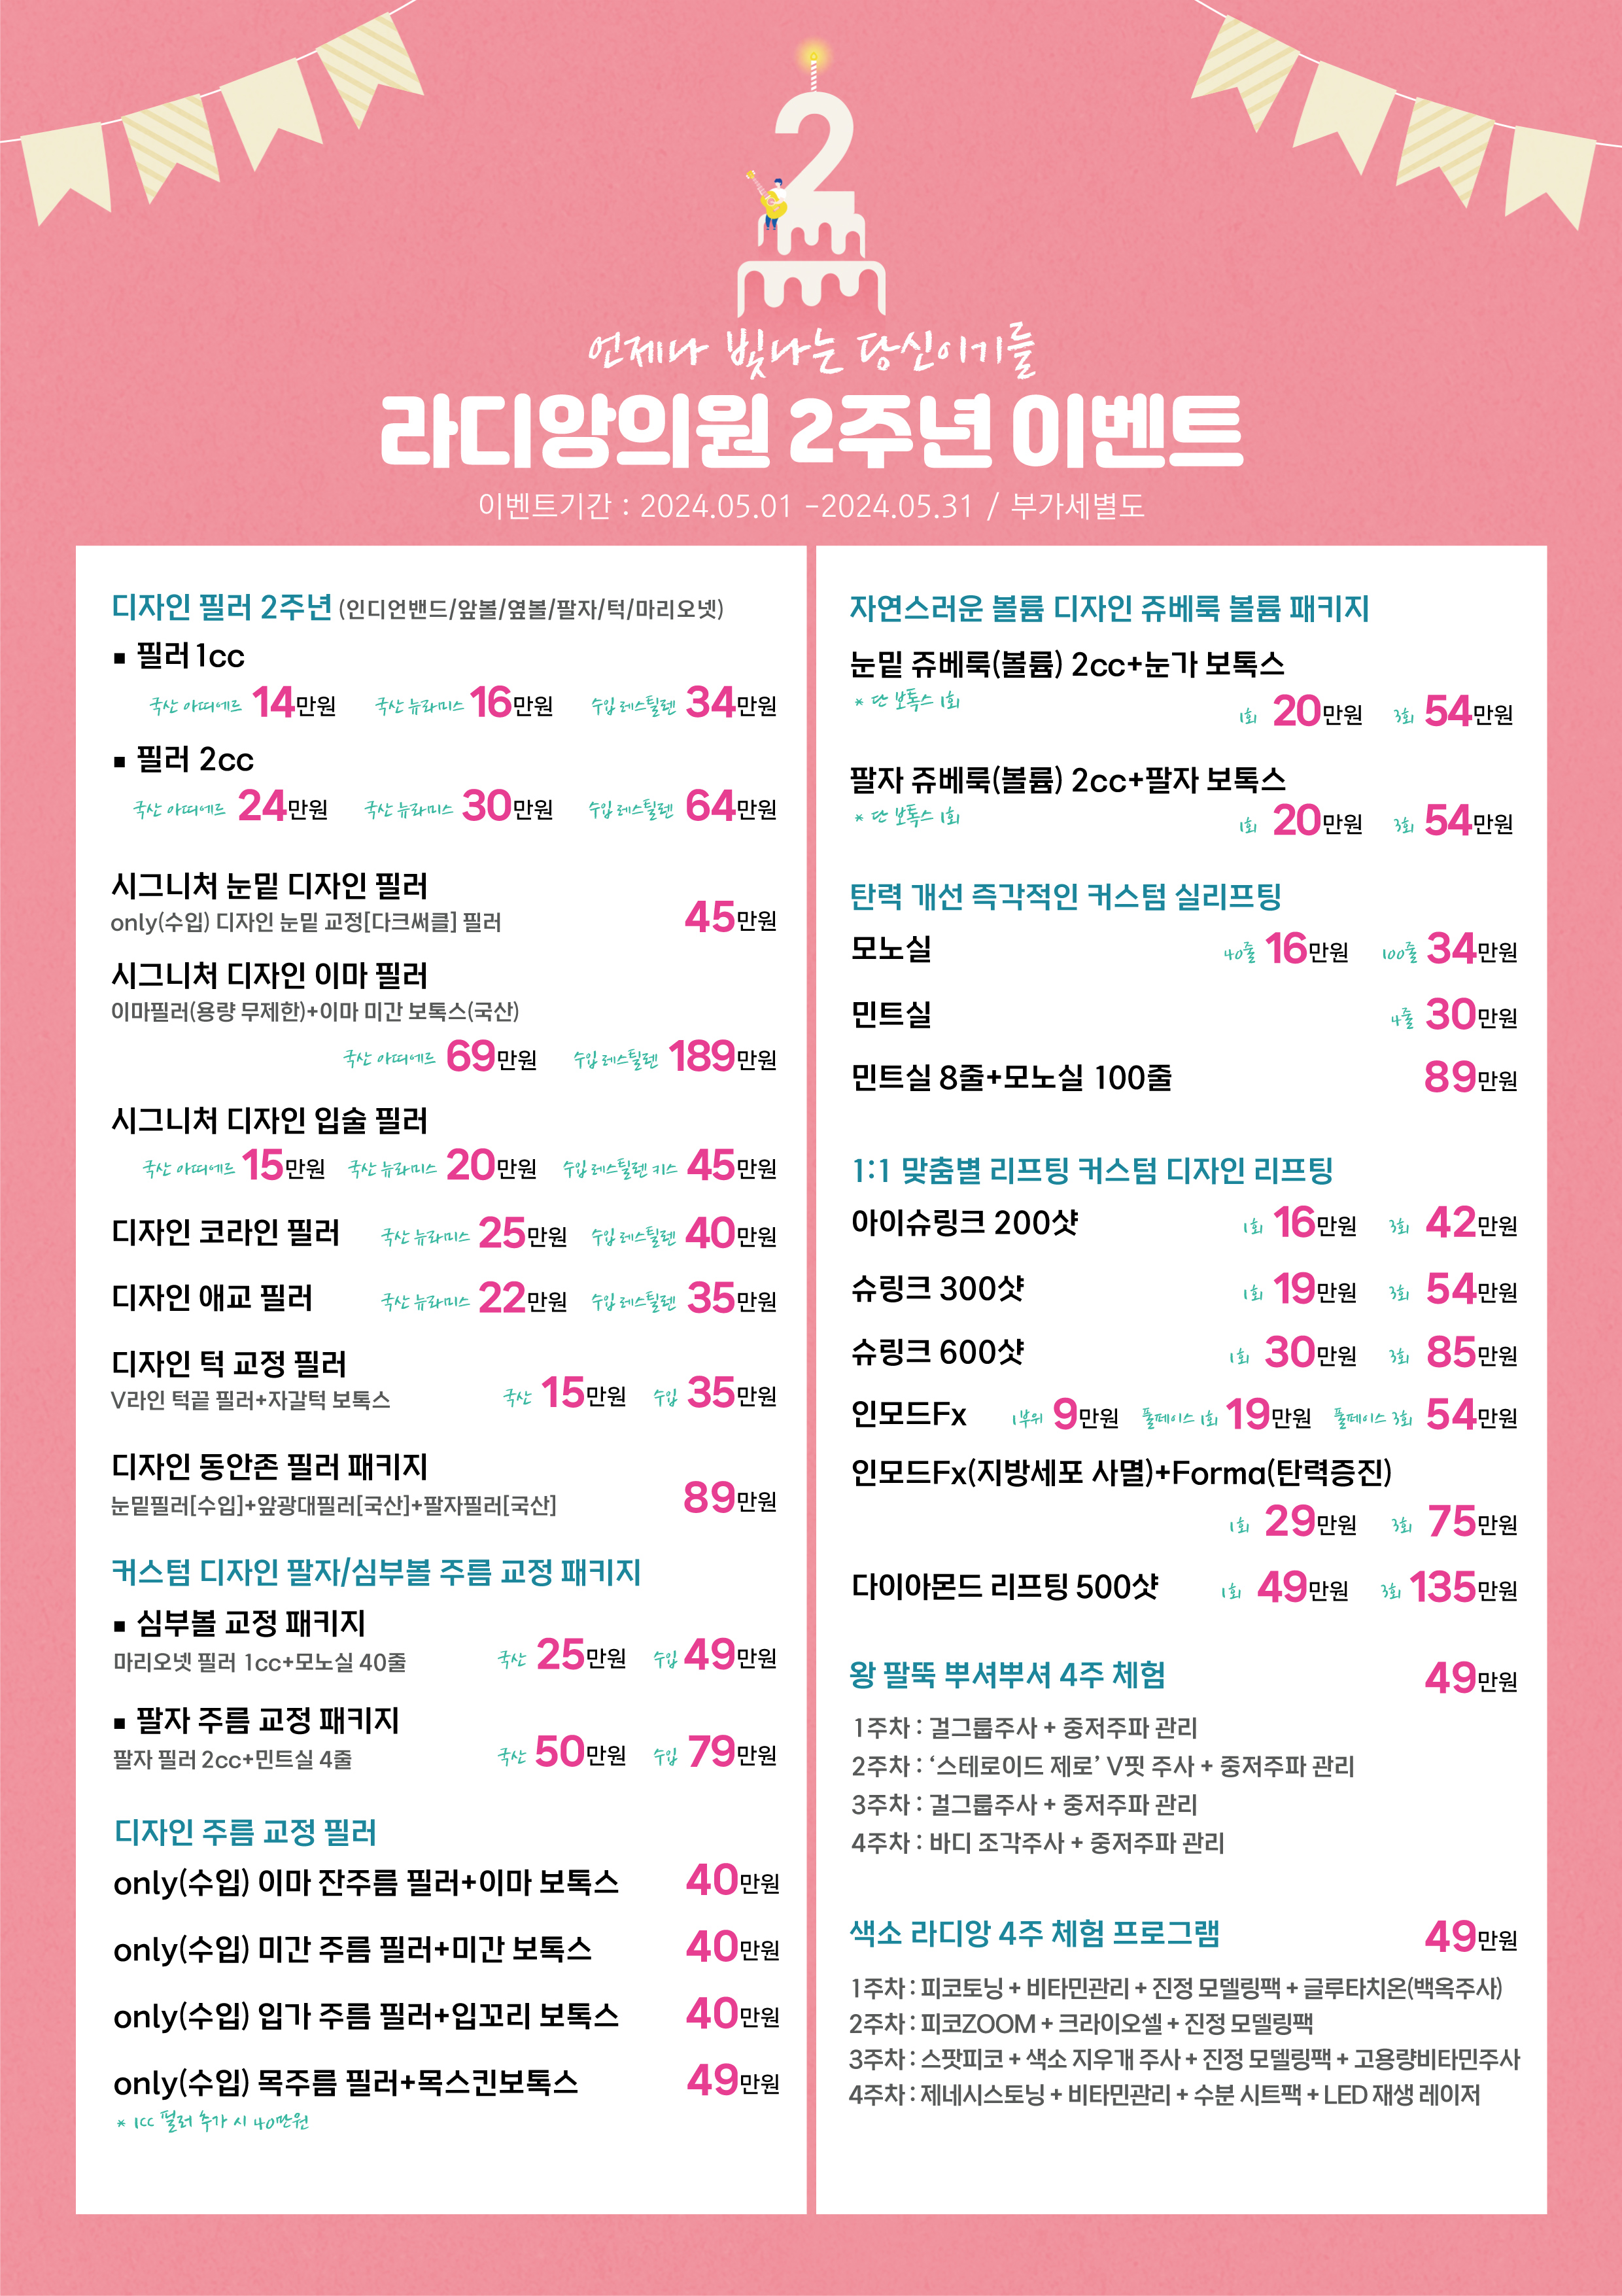 2
언제나 빛나는 당신이기를
라디앙의원 2주년 이벤트
이벤트기간 : 2024.05.01 -2024.05.31 / 부가세별도
디자인 필러 2주년 (인디언밴드/앞볼/옆볼/팔자/턱/마리오넷)
▪ 필러 1cc
국산 아띠에르 14만원 국산 뉴라미스 16만원 수입 레스틸렌 34만원
▪ 필러 2cc
국산 아띠에르 24만원 국산 뉴라미스 30만원 수입 레스틸렌 64만원
시그니처 눈밑 디자인 필러
only(수입) 디자인 눈밑 교정[다크써클] 필러 45만원
시그니처 디자인 이마 필러
이마필러(용량 무제한)+이마 미간 보톡스(국산)
국산 아띠에르 69만원 수입 레스틸렌 189만원
시그니처 디자인 입술 필러
국산 아띠에르 15만원 국산 뉴라미스 20만원 수입 레스틸렌 키스 45만원
디자인 코라인 필러 국산 뉴라미스 25만원 수입 레스틸렌 40만원
디자인 애교 필러 국산 뉴라미스 22만원 수입 레스틸렌 35만원
디자인 턱 교정 필러
V라인 턱끝 필러+자갈턱 보톡스 국산 15만원 수입 35만원
디자인 동안존 필러 패키지
눈밑필러[수입]+앞광대필러[국산]+팔자필러[국산] 89만원
커스텀 디자인 팔자/심부볼 주름 교정 패키지
▪ 심부볼 교정 패키지
마리오넷 필러 1cc+모노실 40줄 국산 25만원 수입 49만원
▪ 팔자 주름 교정 패키지
팔자 필러 2cc+민트실 4줄 국산 50만원 수입 79만원
디자인 주름 교정 필러
only(수입) 이마 잔주름 필러+이마 보톡스 40만원
only(수입) 미간 주름 필러+미간 보톡스 40만원
only(수입) 입가 주름 필러+입꼬리 보톡스 40만원
only(수입) 목주름 필러+목스킨보톡스 49만원
* 1cc 필러 추가 시 40만원
자연스러운 볼륨 디자인 쥬베룩 볼륨 패키지
눈밑 쥬베룩(볼륨) 2cc+눈가 보톡스
* 단 보톡스 1회
1회 20만원 3회 54만원
팔자 쥬베룩(볼륨) 2cc+팔자 보톡스
* 단 보톡스 1회
1회 20만원 3회 54만원
탄력 개선 즉각적인 커스텀 실리프팅
모노실 40줄 16만원 100줄 34만원
민트실 4줄 30만원
민트실 8줄+모노실 100줄 89만원
1:1 맞춤별 리프팅 커스텀 디자인 리프팅
아이슈링크 200샷 1회 16만원 3회 42만원
슈링크 300샷 1회 19만원 3회 54만원
슈링크 600샷 1회 30만원 3회 85만원
인모드Fx 1부위 9만원 풀페이스 1회 19만원 풀페이스 3회 54만원
인모드Fx(지방세포 사멸)+Forma(탄력증진)
1회 29만원 3회 75만원
다이아몬드 리프팅 500샷 1회 49만원 3회 135만원
왕 팔뚝 뿌셔뿌셔 4주 체험 49만원
1주차 : 걸그룹주사 + 중저주파 관리
2주차 : ‘스테로이드 제로’ V핏 주사 + 중저주파 관리
3주차 : 걸그룹주사 + 중저주파 관리
4주차 : 바디 조각주사 + 중저주파 관리
색소 라디앙 4주 체험 프로그램 49만원
1주차 : 피코토닝 + 비타민관리 + 진정 모델링팩 + 글루타치온(백옥주사)
2주차 : 피코ZOOM + 크라이오셀 + 진정 모델링팩
3주차 : 스팟피코 + 색소 지우개 주사 + 진정 모델링팩 + 고용량비타민주사
4주차 : 제네시스토닝 + 비타민관리 + 수분 시트팩 + LED 재생 레이저